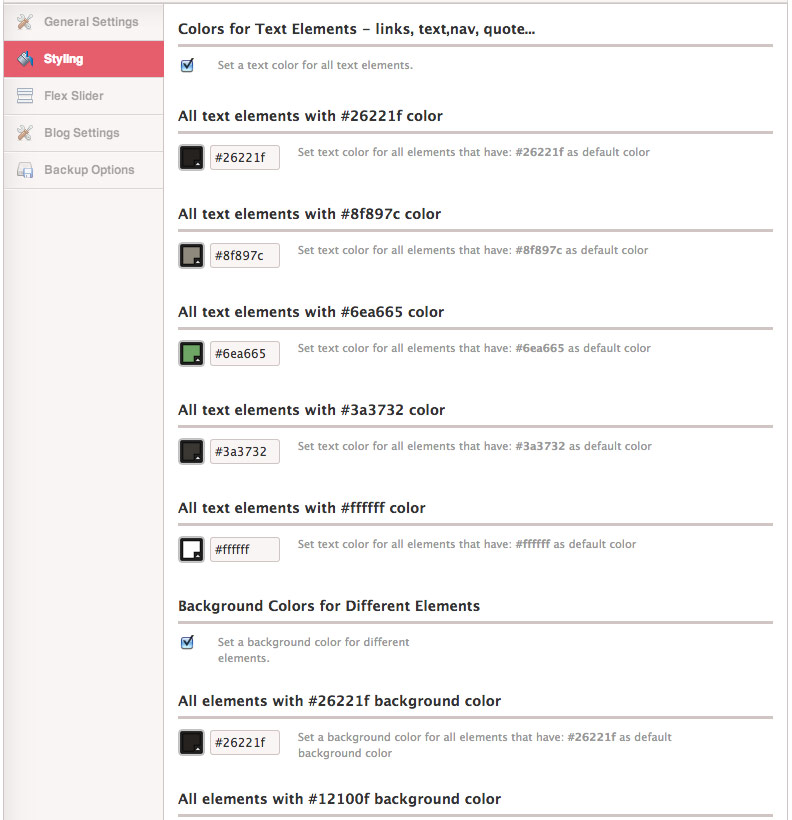 General Settings
Styling
Flex Slider
Blog Settings
Backup Options
Colors for Text Elements – links, text,nav, quote...
Set a text color for all text elements.
All text elements with #26221f color
#26221f
Set text color for all elements that have: #26221f as default color
All text elements with #8f897c color
#8f897c
Set text color for all elements that have: #8f897c as default color
All text elements with #6ea665 color
#6ea665
Set text color for all elements that have: #6ea665 as default color
All text elements with #3a3732 color
#3a3732
Set text color for all elements that have: #3a3732 as default color
All text elements with #ffffff color
#ffffff
Set text color for all elements that have: #ffffff as default color
Background Colors for Different Elements
Set a background color for different
elements.
All elements with #26221f background color
#26221f
Set a background color for all elements that have: #26221f as default
background color
All elements with #12100f background color